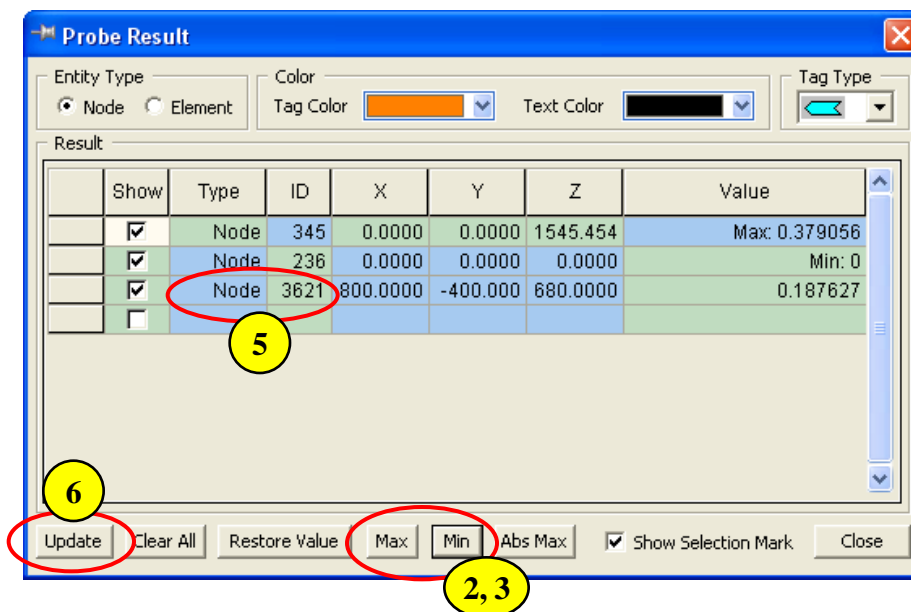 Probe Result
Entity Type Color Tag Type
Node Element Tag Color Text Color
Result
Show Type ID X Y Z Value
Node 345 0.0000 0.0000 1545.454 Max: 0.379056
Node 236 0.0000 0.0000 0.0000 Min: 0
Node 3621 800.0000 -400.000 680.0000 0.187627
5
6
Update Clear All Restore Value Max Min Abs Max Show Selection Mark Close
2, 3